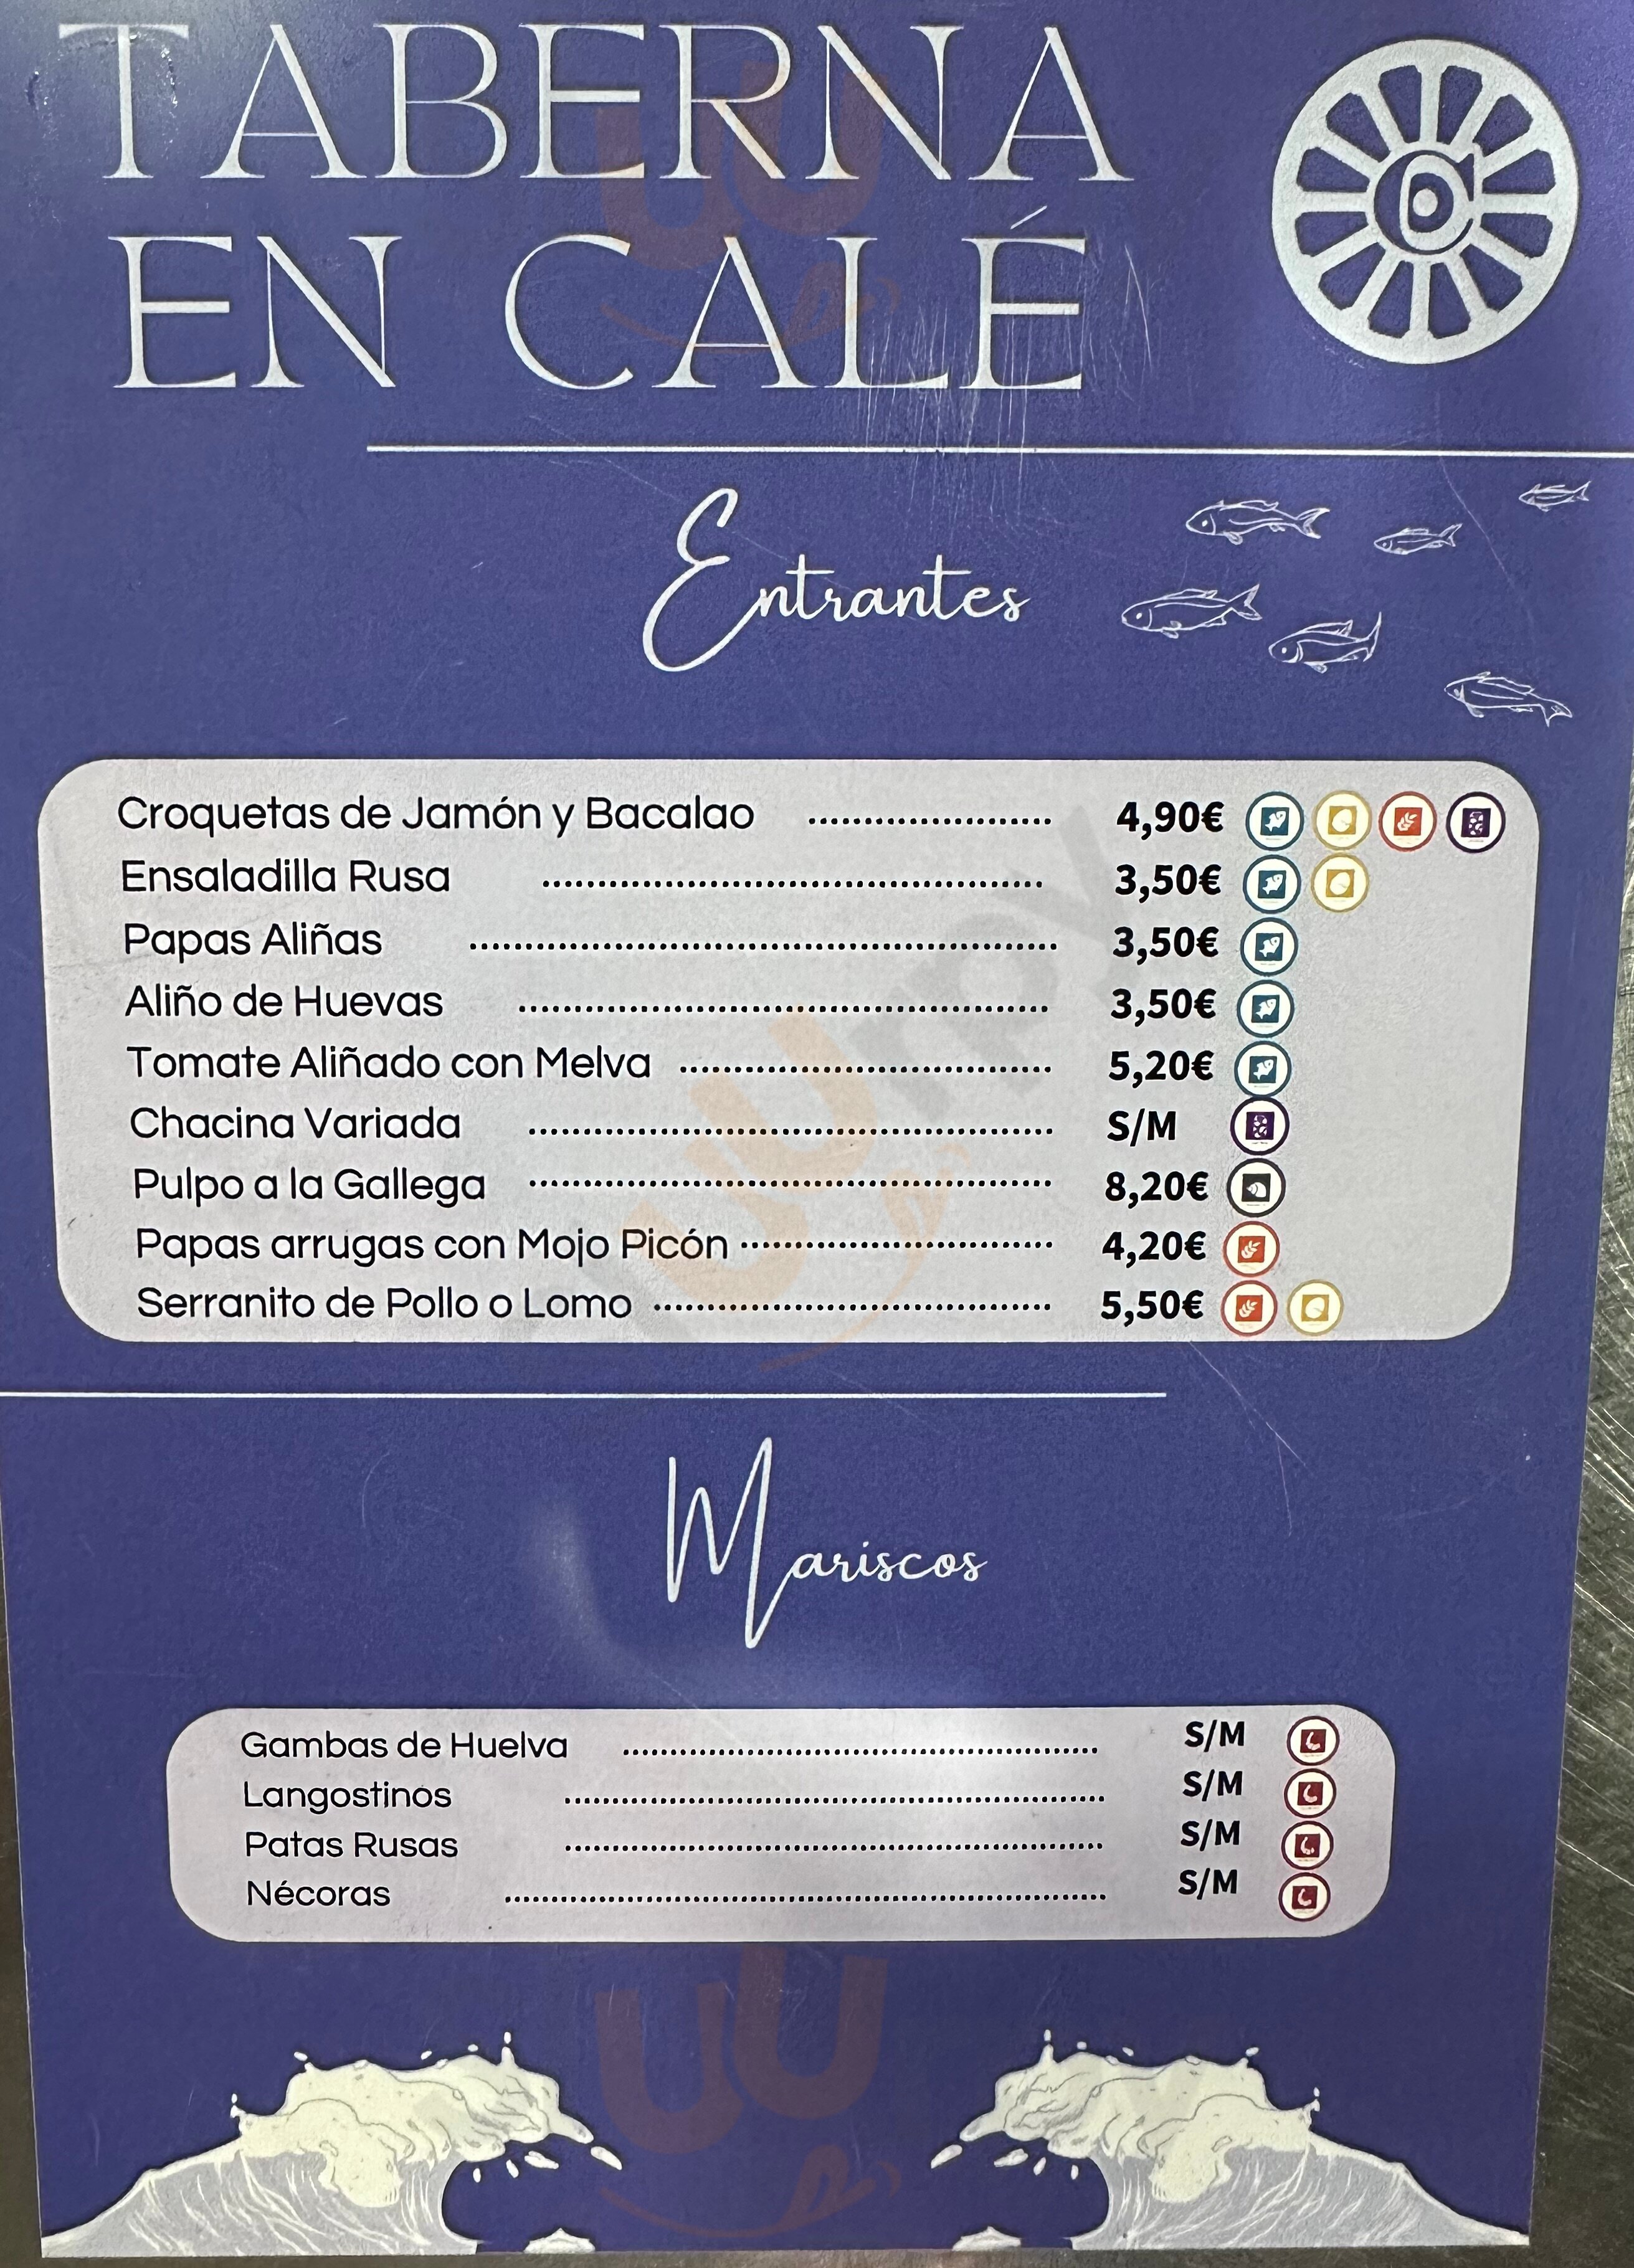 TABERNA
EN CALÉ
Entrantes
Croquetas de Jamón y Bacalao ........................ 4,90€
Ensaladilla Rusa ........................ 3,50€
Papas Aliñas ........................ 3,50€
Aliño de Huevas ........................ 3,50€
Tomate Aliñado con Melva ........................ 5,20€
Chacina Variada ........................ S/M
Pulpo a la Gallega ........................ 8,20€
Papas arrugas con Mojo Picón ........................ 4,20€
Serranito de Pollo o Lomo ........................ 5,50€
Mariscos
Gambas de Huelva ........................ S/M
Langostinos ........................ S/M
Patas Rusas ........................ S/M
Nécoras ........................ S/M